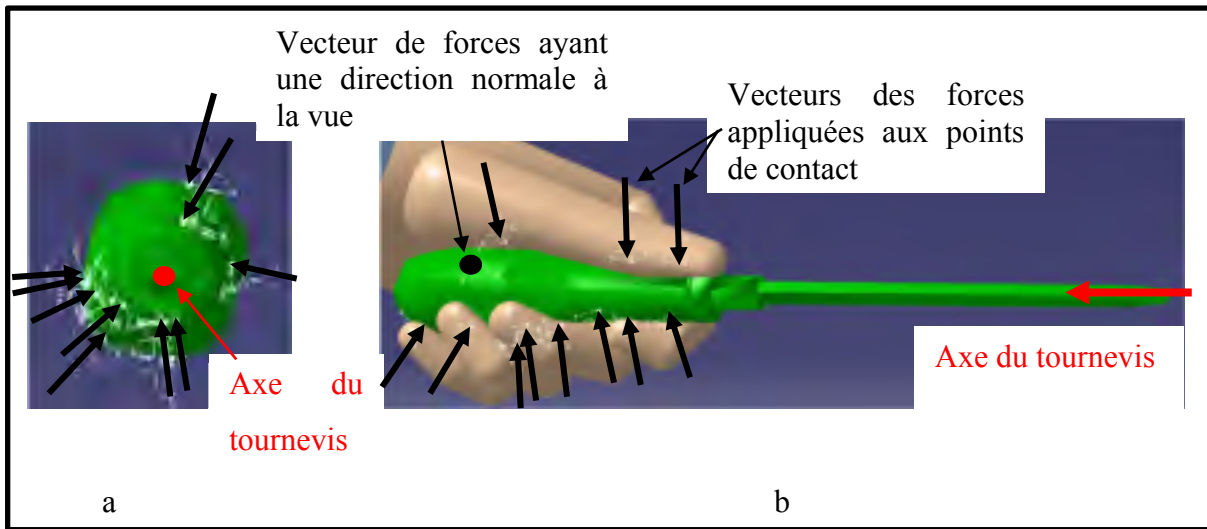 Vecteur de forces ayant
une direction normale à
la vue
Vecteurs des forces
appliquées aux points
de contact
Axe du
tournevis
Axe du tournevis
a
b